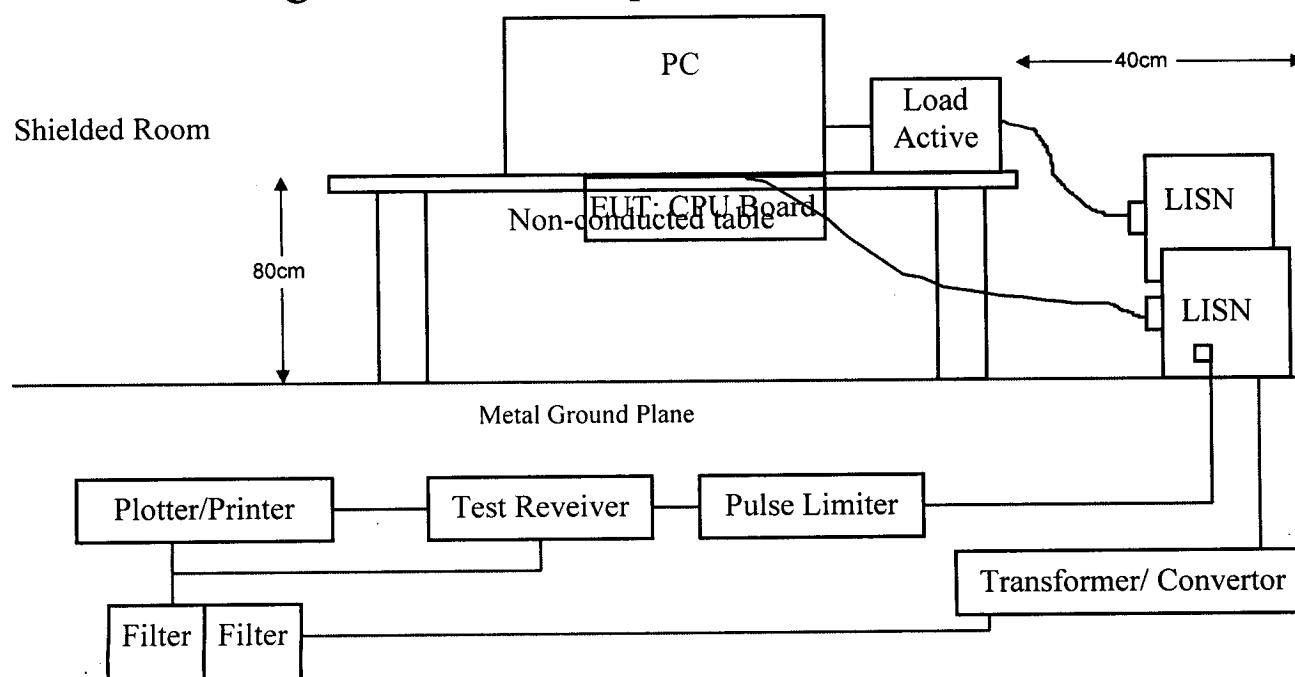 PC
40cm
Load
Active
Shielded Room
LISN
EUT: CPU Board
Non-conducted table
80cm
LISN
Metal Ground Plane
Plotter/Printer
Test Reveiver
Pulse Limiter
Transformer/ Convertor
Filter
Filter